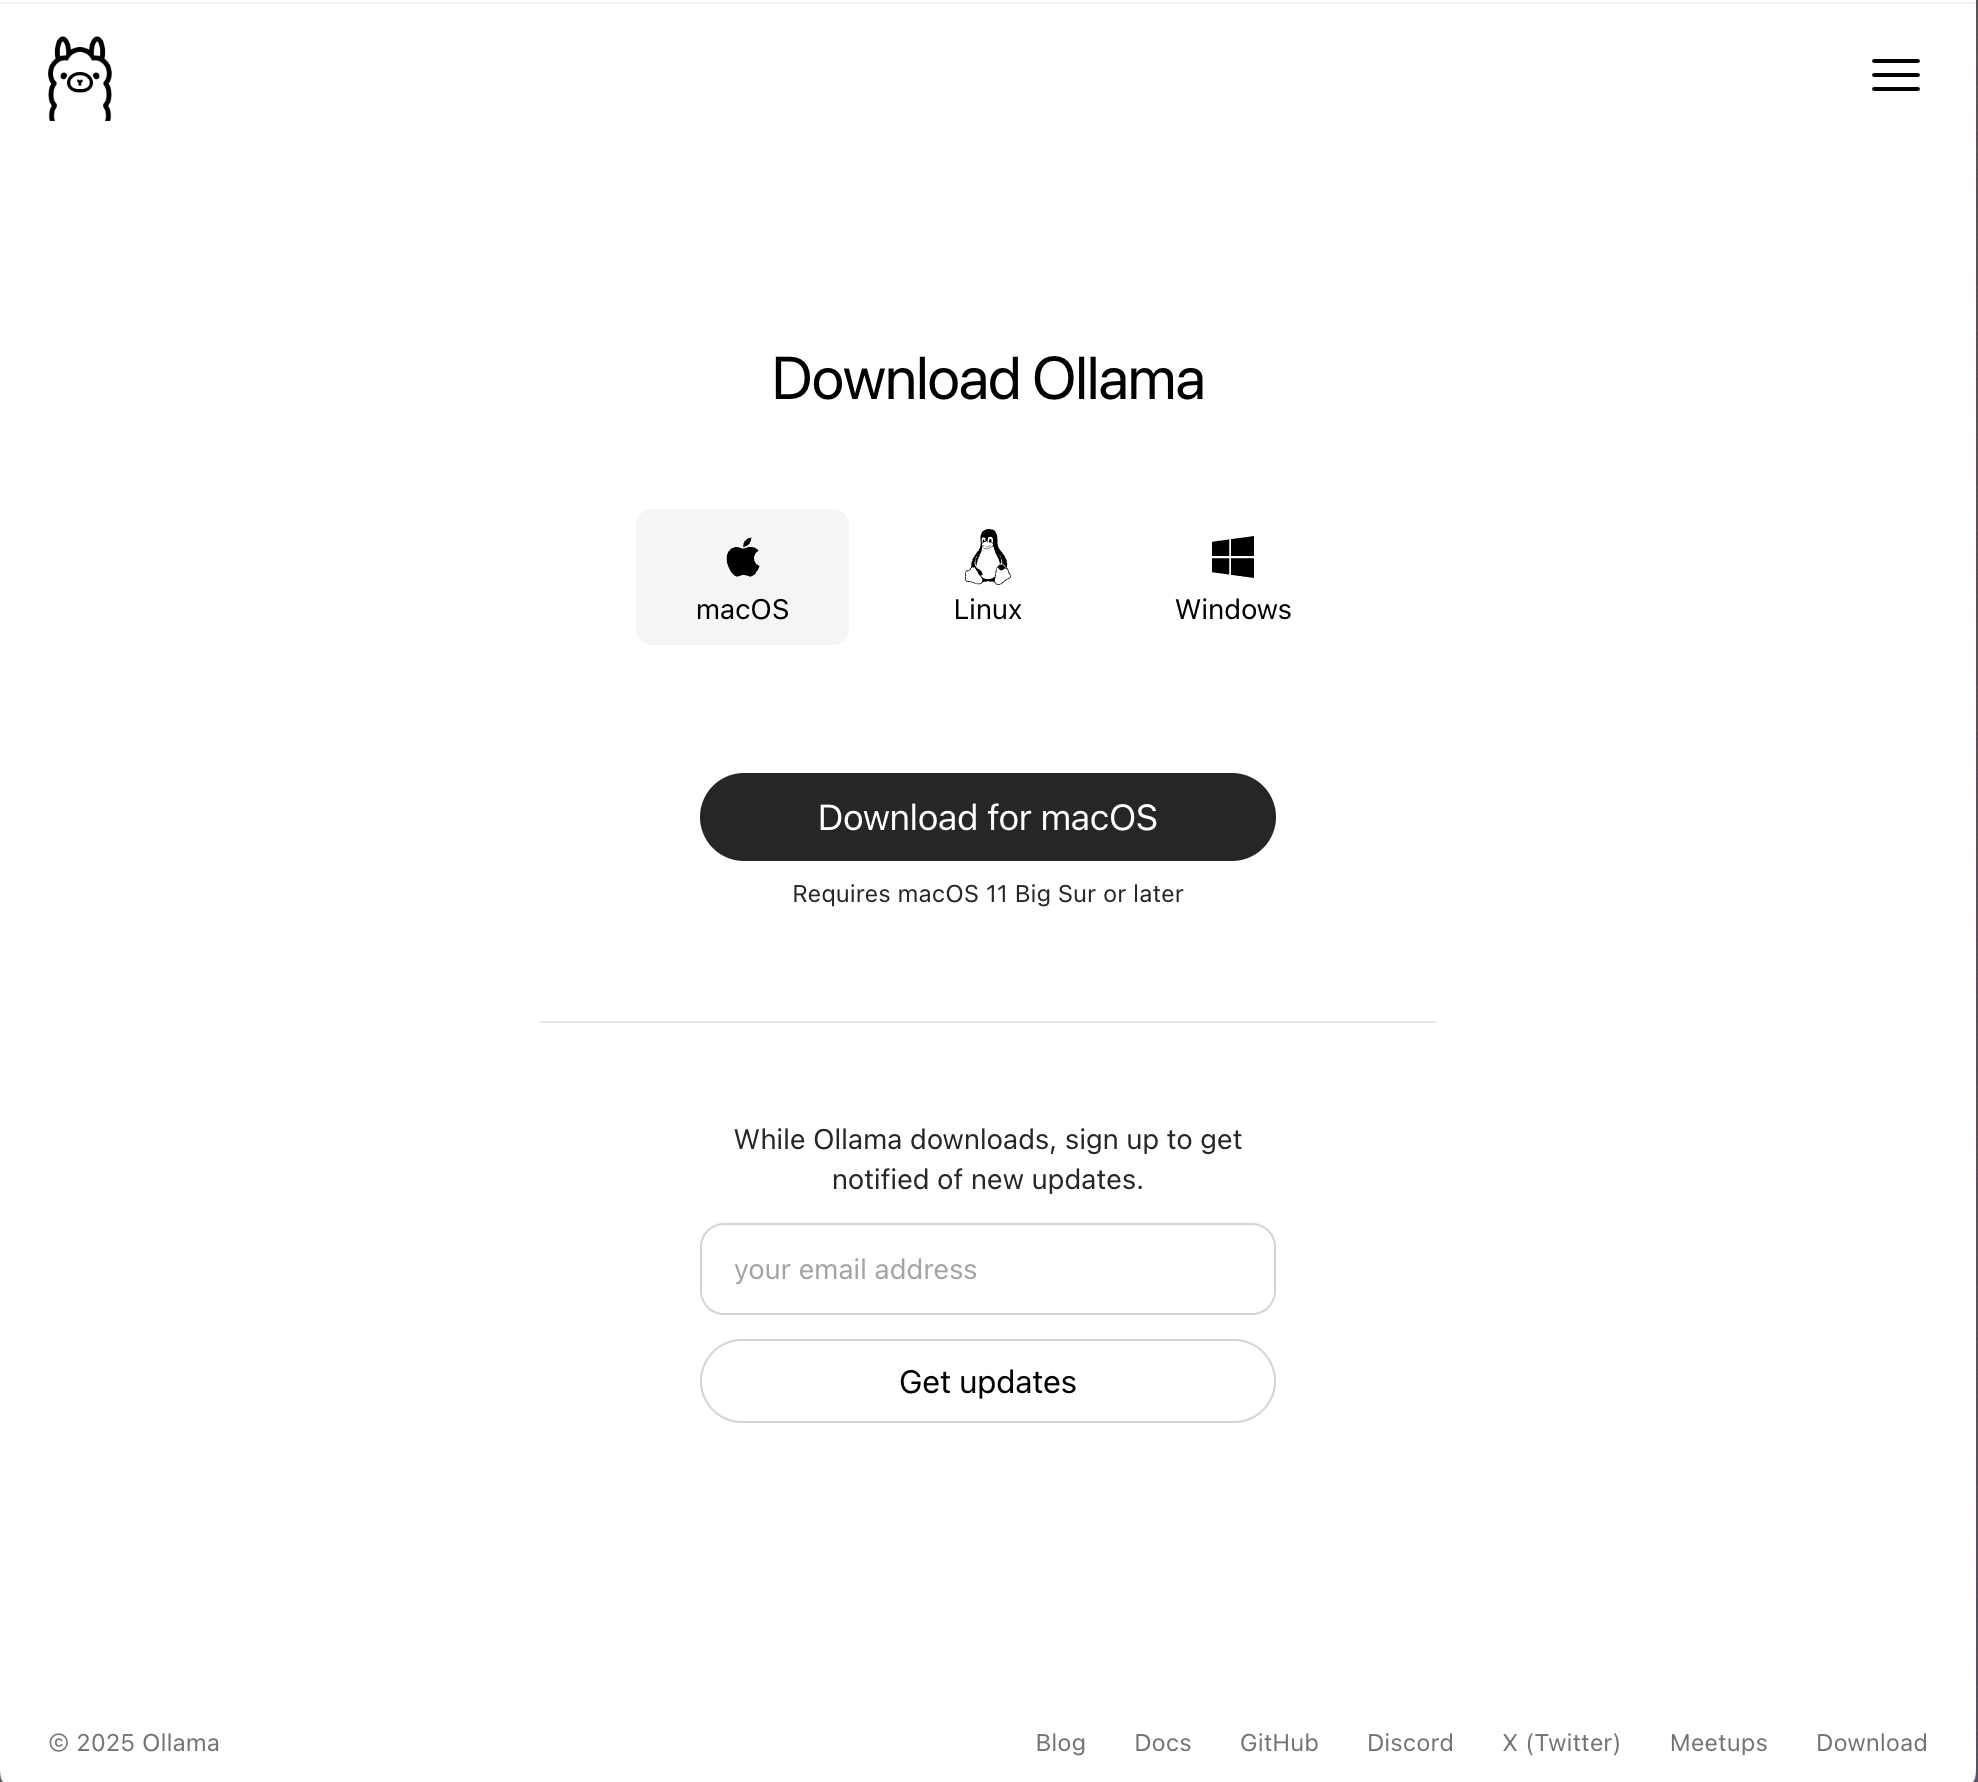 Download Ollama
macOS
Linux
Windows
Download for macOS
Requires macOS 11 Big Sur or later
While Ollama downloads, sign up to get
notified of new updates.
your email address
Get updates
© 2025 Ollama
Blog
Docs
GitHub
Discord
X (Twitter)
Meetups
Download